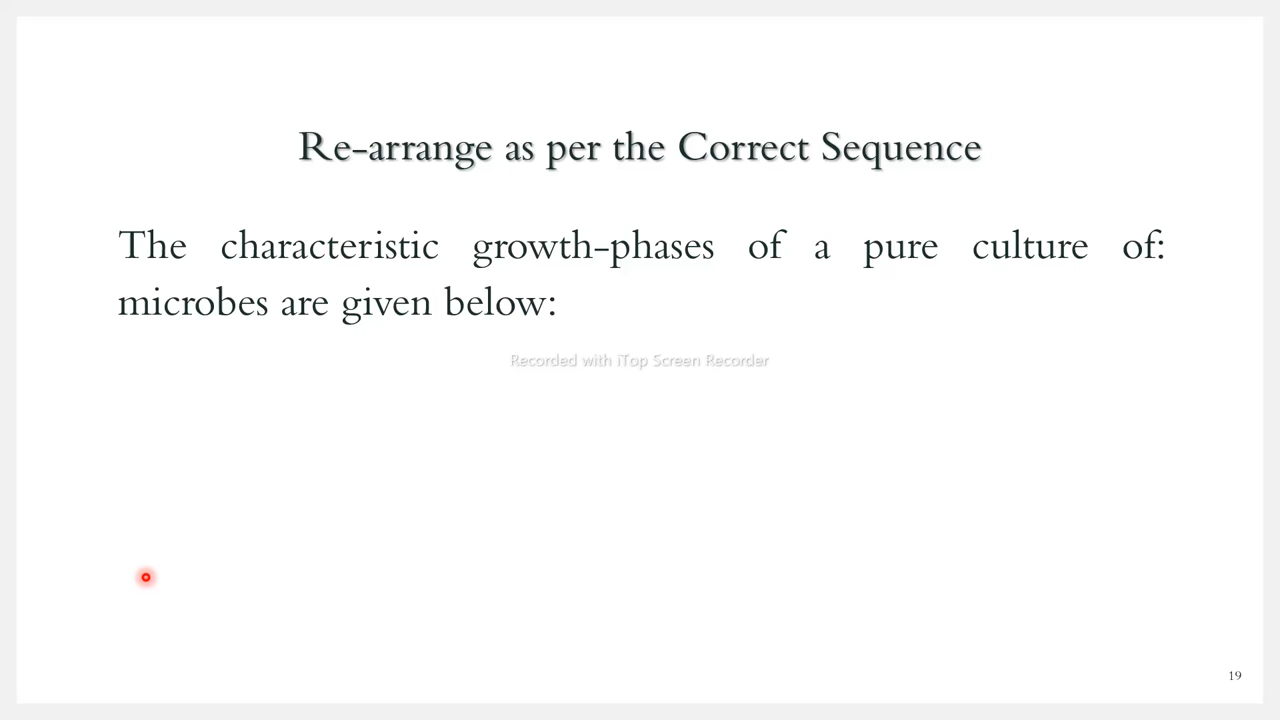 Re-arrange as per the Correct Sequence
The characteristic growth-phases of a pure culture of:
microbes are given below:
Recorded with iTop Screen Recorder
19